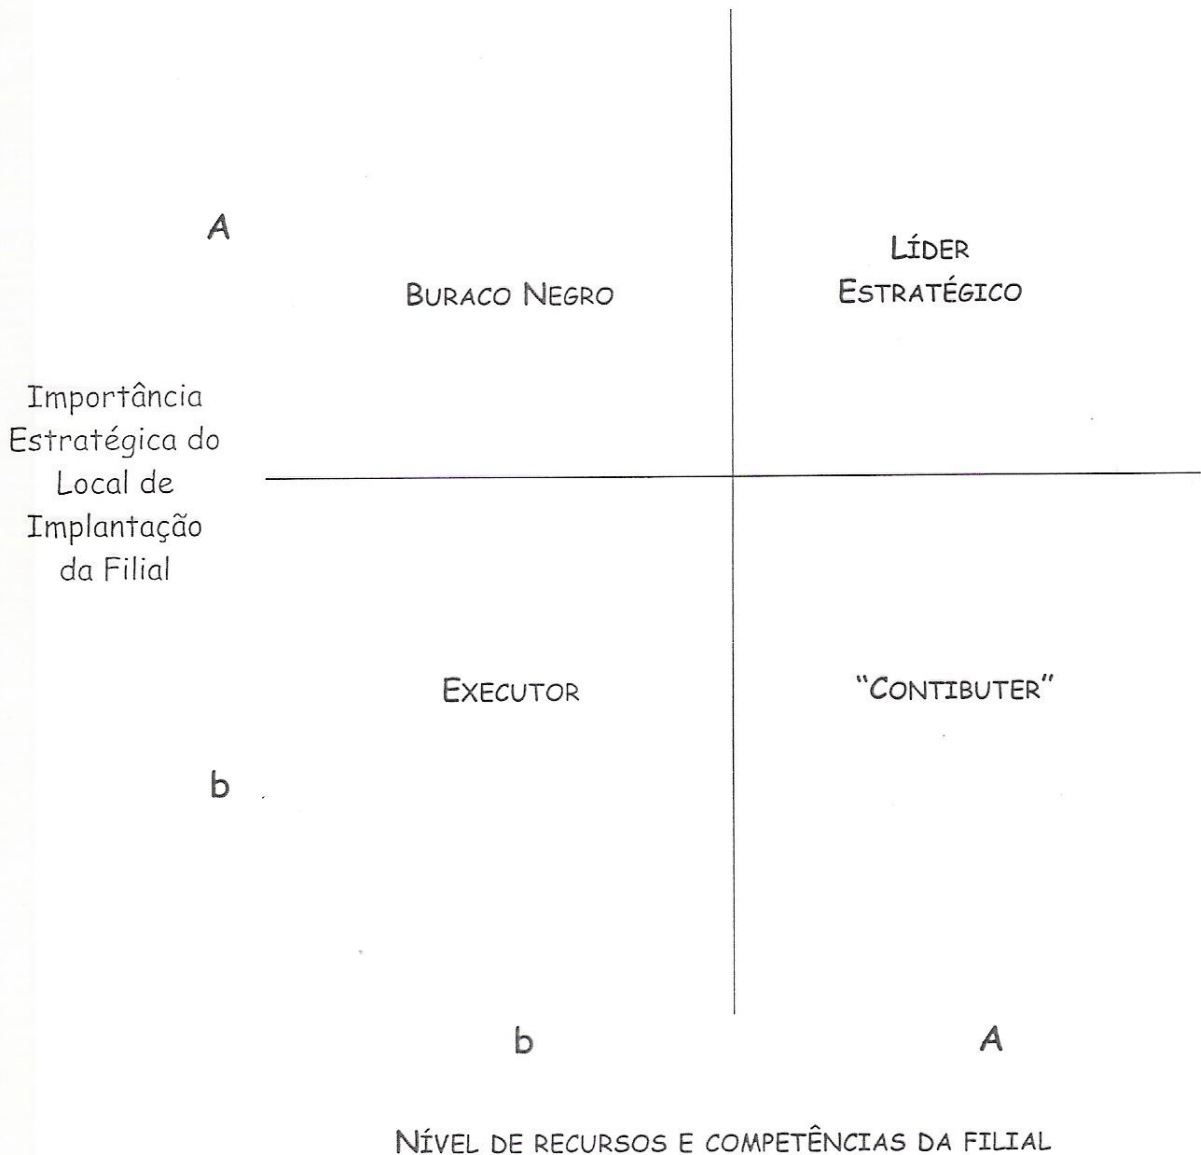 A
LÍDER
ESTRATÉGICO
BURACO NEGRO
Importância
Estratégica do
Local de
Implantação
da Filial
EXECUTOR
"CONTIBUTER"
b
b
A
NÍVEL DE RECURSOS E COMPETÊNCIAS DA FILIAL